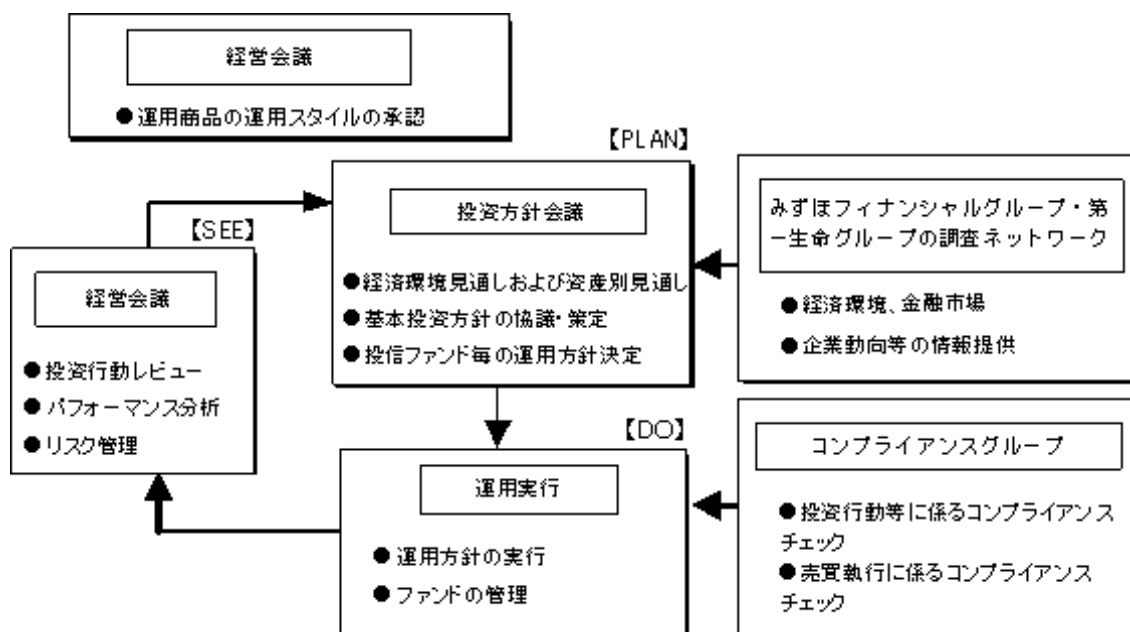 経営会議
●運用商品の運用スタイルの承認
【PLAN】
投資方針会議
●経済環境見通しおよび資産別見通し
●基本投資方針の協議・策定
●投信ファンド毎の運用方針決定
みずほフィナンシャルグループ・第
一生命グループの調査ネットワーク
●経済環境、金融市場
●企業動向等の情報提供
【SEE】
経営会議
●投資行動レビュー
●パフォーマンス分析
●リスク管理
【DO】
運用実行
●運用方針の実行
●ファンドの管理
コンプライアンスグループ
●投資行動等に係るコンプライアンス
チェック
●売買執行に係るコンプライアンス
チェック